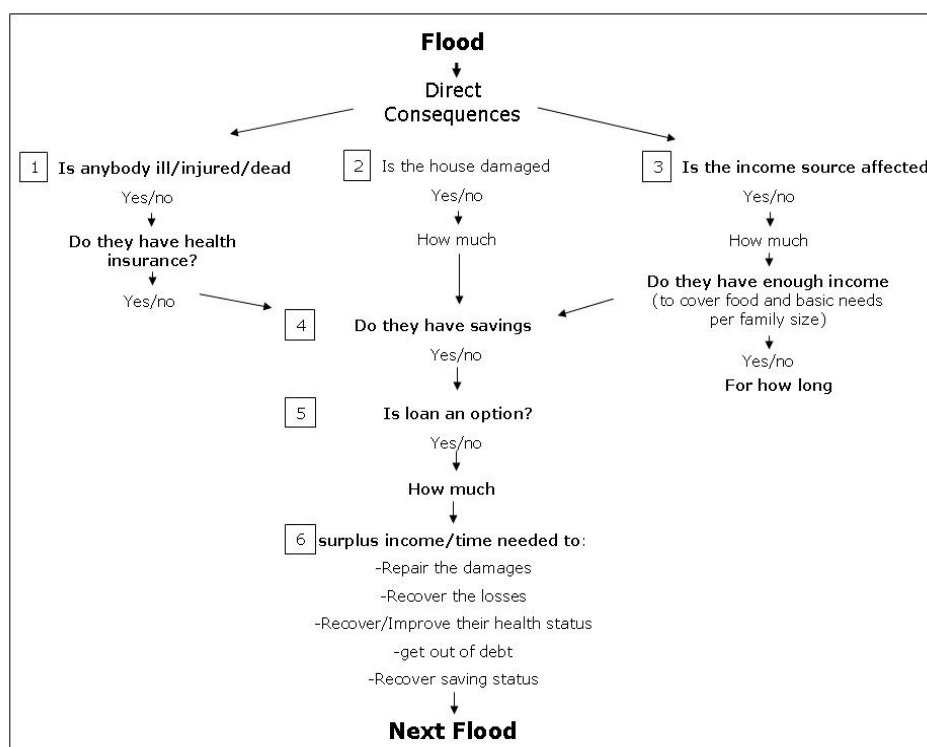 Flood
Direct
Consequences
1 Is anybody ill/injured/dead
Yes/no
Do they have health
insurance?
Yes/no
2 Is the house damaged
Yes/no
How much
3 Is the income source affected
Yes/no
How much
Do they have enough income
(to cover food and basic needs
per family size)
Yes/no
For how long
4 Do they have savings
Yes/no
5 Is loan an option?
Yes/no
How much
6 surplus income/time needed to:
-Repair the damages
-Recover the losses
-Recover/Improve their health status
-get out of debt
-Recover saving status
Next Flood